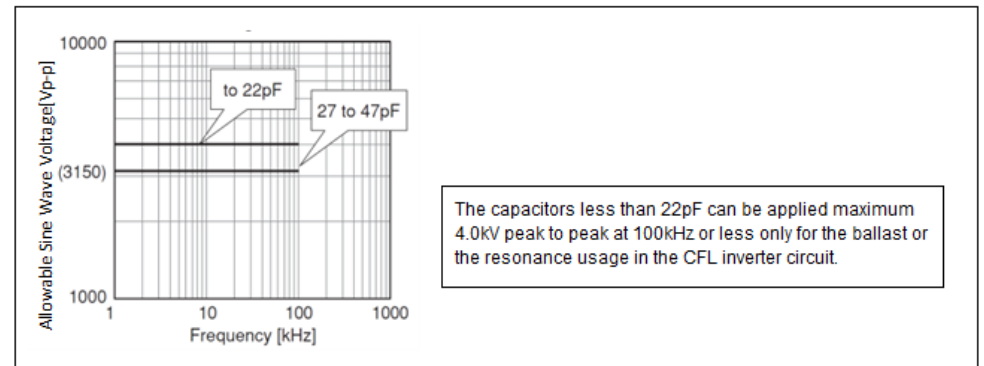 10000
Allowable Sine Wave Voltage[Vp-p]
to 22pF
27 to 47pF
(3150)
1000
1
10
100
1000
Frequency [kHz]
The capacitors less than 22pF can be applied maximum
4.0kV peak to peak at 100kHz or less only for the ballast or
the resonance usage in the CFL inverter circuit.